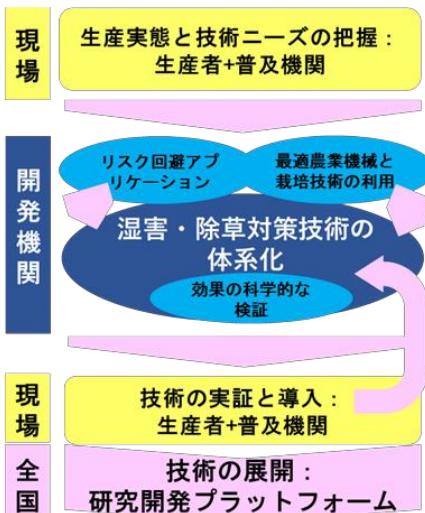 現場
生産実態と技術ニーズの把握：
生産者+普及機関
開発機関
リスク回避アプ
リケーション
最適農業機械と
栽培技術の利用
湿害・除草対策技術の
体系化
効果の科学的な
検証
現場
技術の実証と導入：
生産者+普及機関
全国
技術の展開：
研究開発プラットフォーム